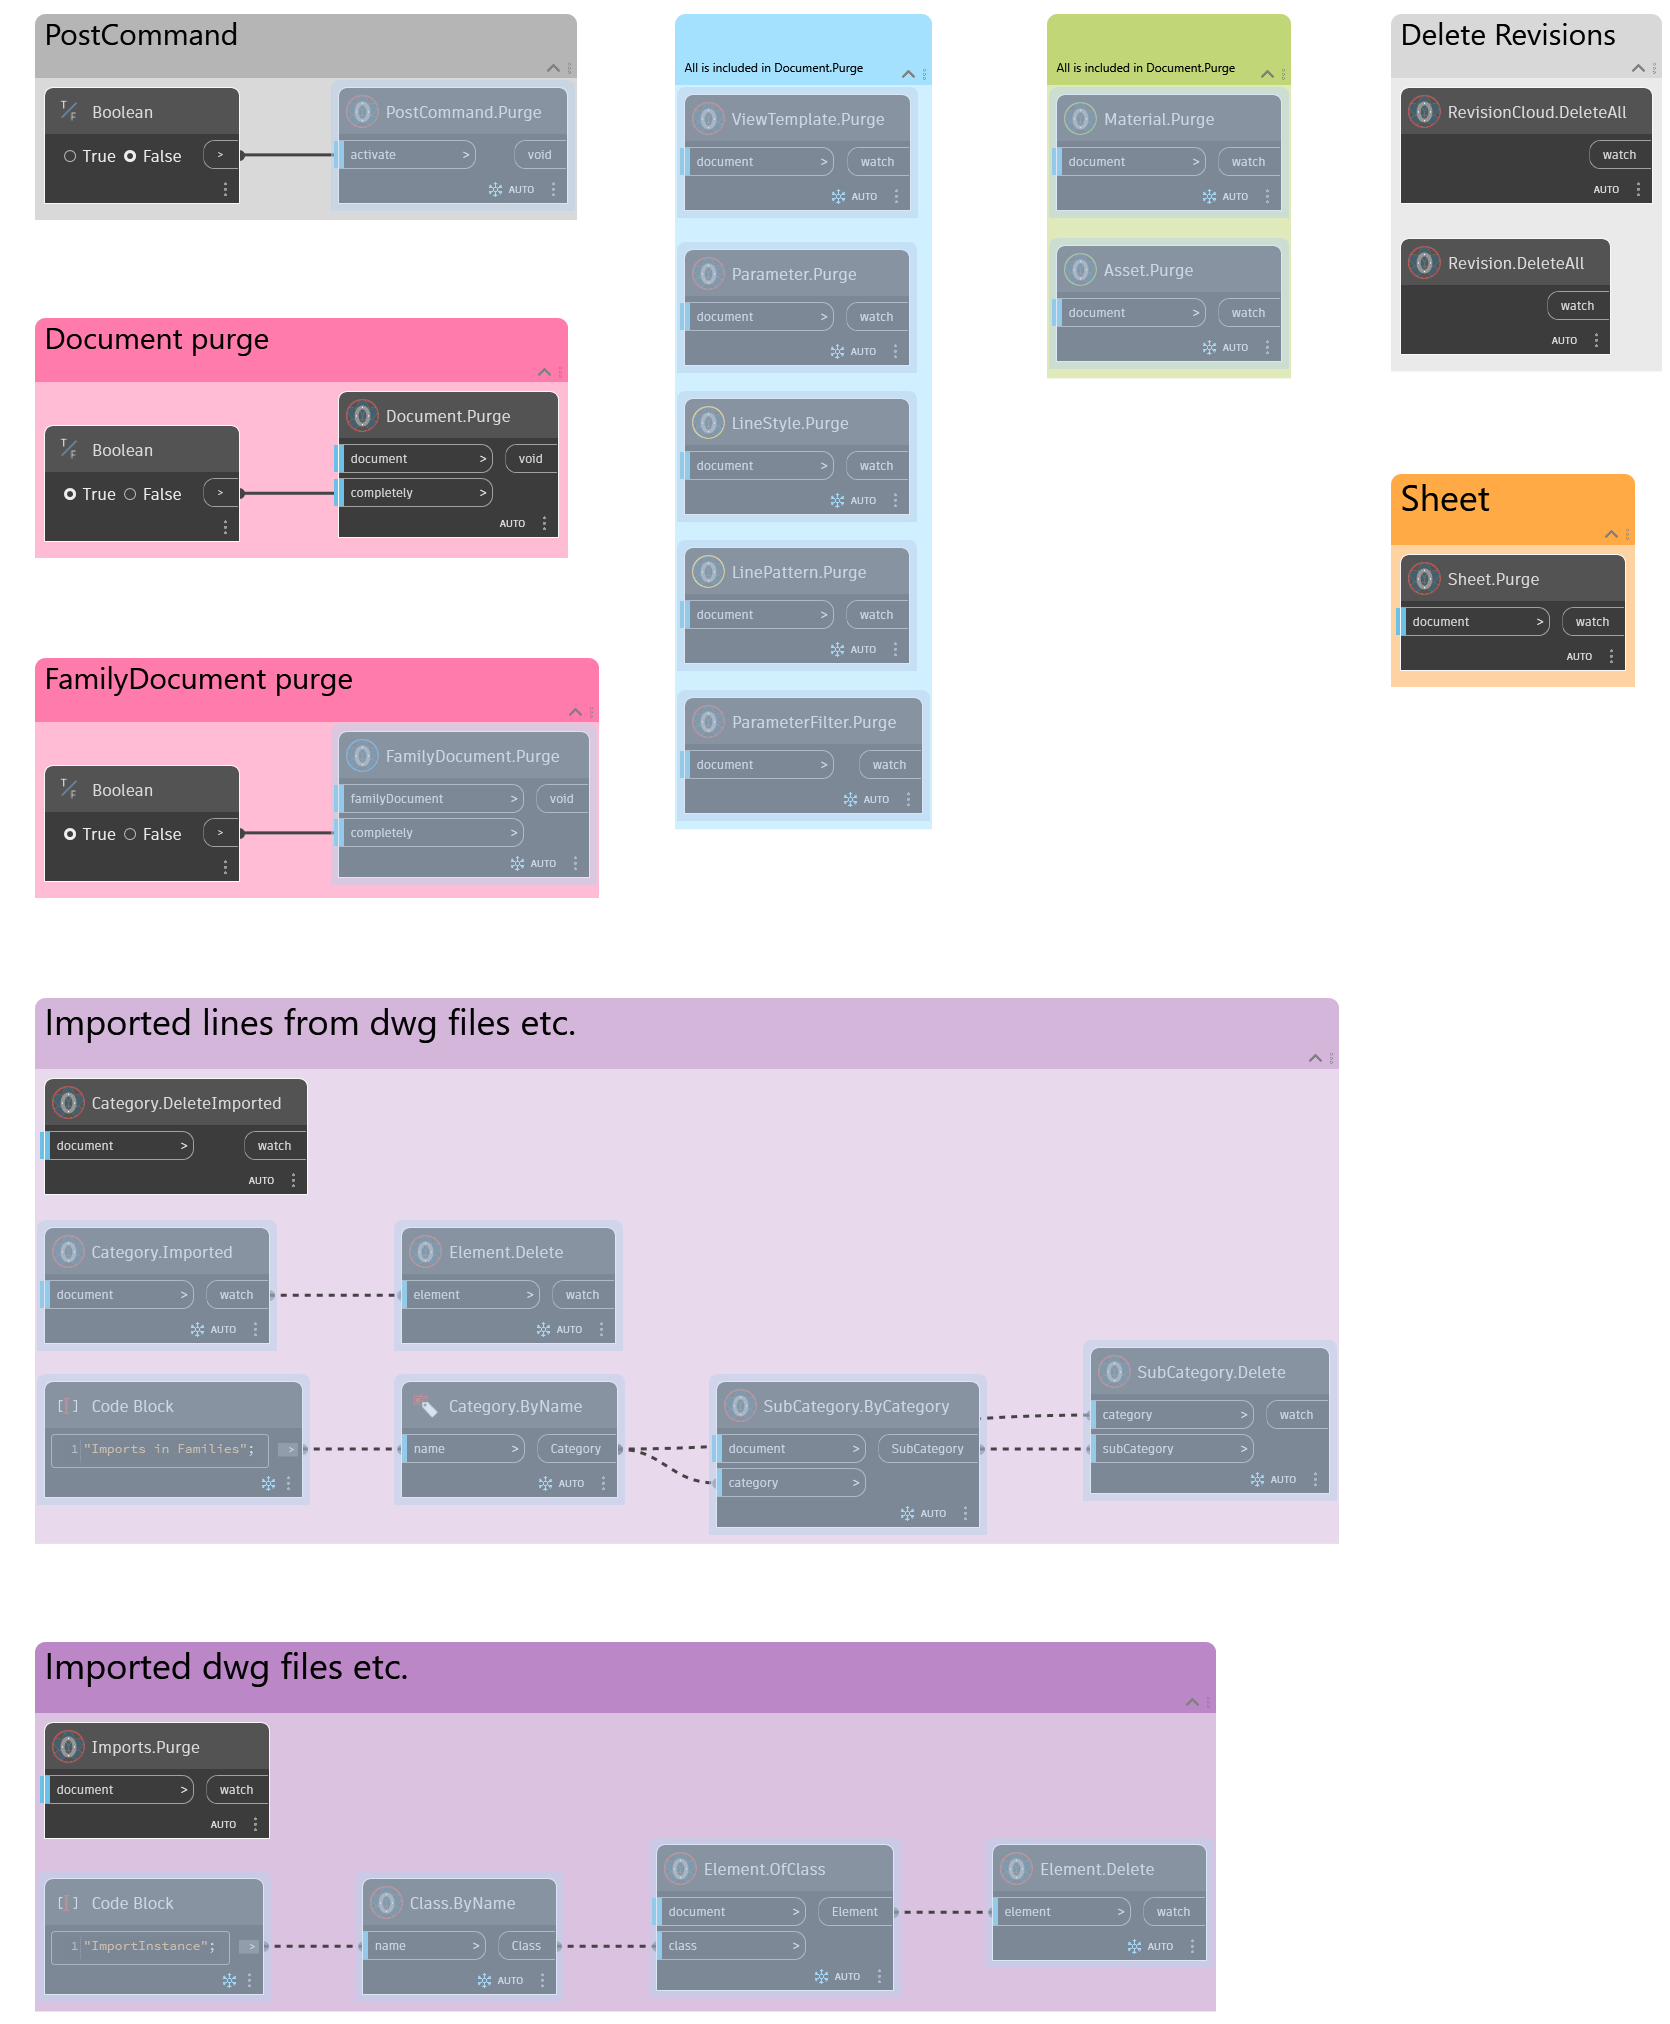 PostCommand
Boolean
True False >
PostCommand.Purge
activate > void
AUTO
Document purge
Boolean
True False >
Document.Purge
document > void
completely >
AUTO
FamilyDocument purge
Boolean
True False >
FamilyDocument.Purge
familyDocument > void
completely >
AUTO
All is included in Document.Purge
ViewTemplate.Purge
document > watch
AUTO
Parameter.Purge
document > watch
AUTO
LineStyle.Purge
document > watch
AUTO
LinePattern.Purge
document > watch
AUTO
ParameterFilter.Purge
document > watch
AUTO
All is included in Document.Purge
Material.Purge
document > watch
AUTO
Asset.Purge
document > watch
AUTO
Delete Revisions
RevisionCloud.DeleteAll
watch
AUTO
Revision.DeleteAll
watch
AUTO
Sheet
Sheet.Purge
document > watch
AUTO
Imported lines from dwg files etc.
Category.DeleteImported
document > watch
AUTO
Category.Imported
document > watch
AUTO
Element.Delete
element > watch
AUTO
Code Block
1 "Imports in Families"; >
Category.ByName
name > Category
AUTO
SubCategory.ByCategory
document > SubCategory
category >
AUTO
SubCategory.Delete
category > watch
subCategory >
AUTO
Imported dwg files etc.
Imports.Purge
document > watch
AUTO
Code Block
1 "ImportInstance"; >
Class.ByName
name > Class
AUTO
Element.OfClass
document > Element
class >
AUTO
Element.Delete
element > watch
AUTO